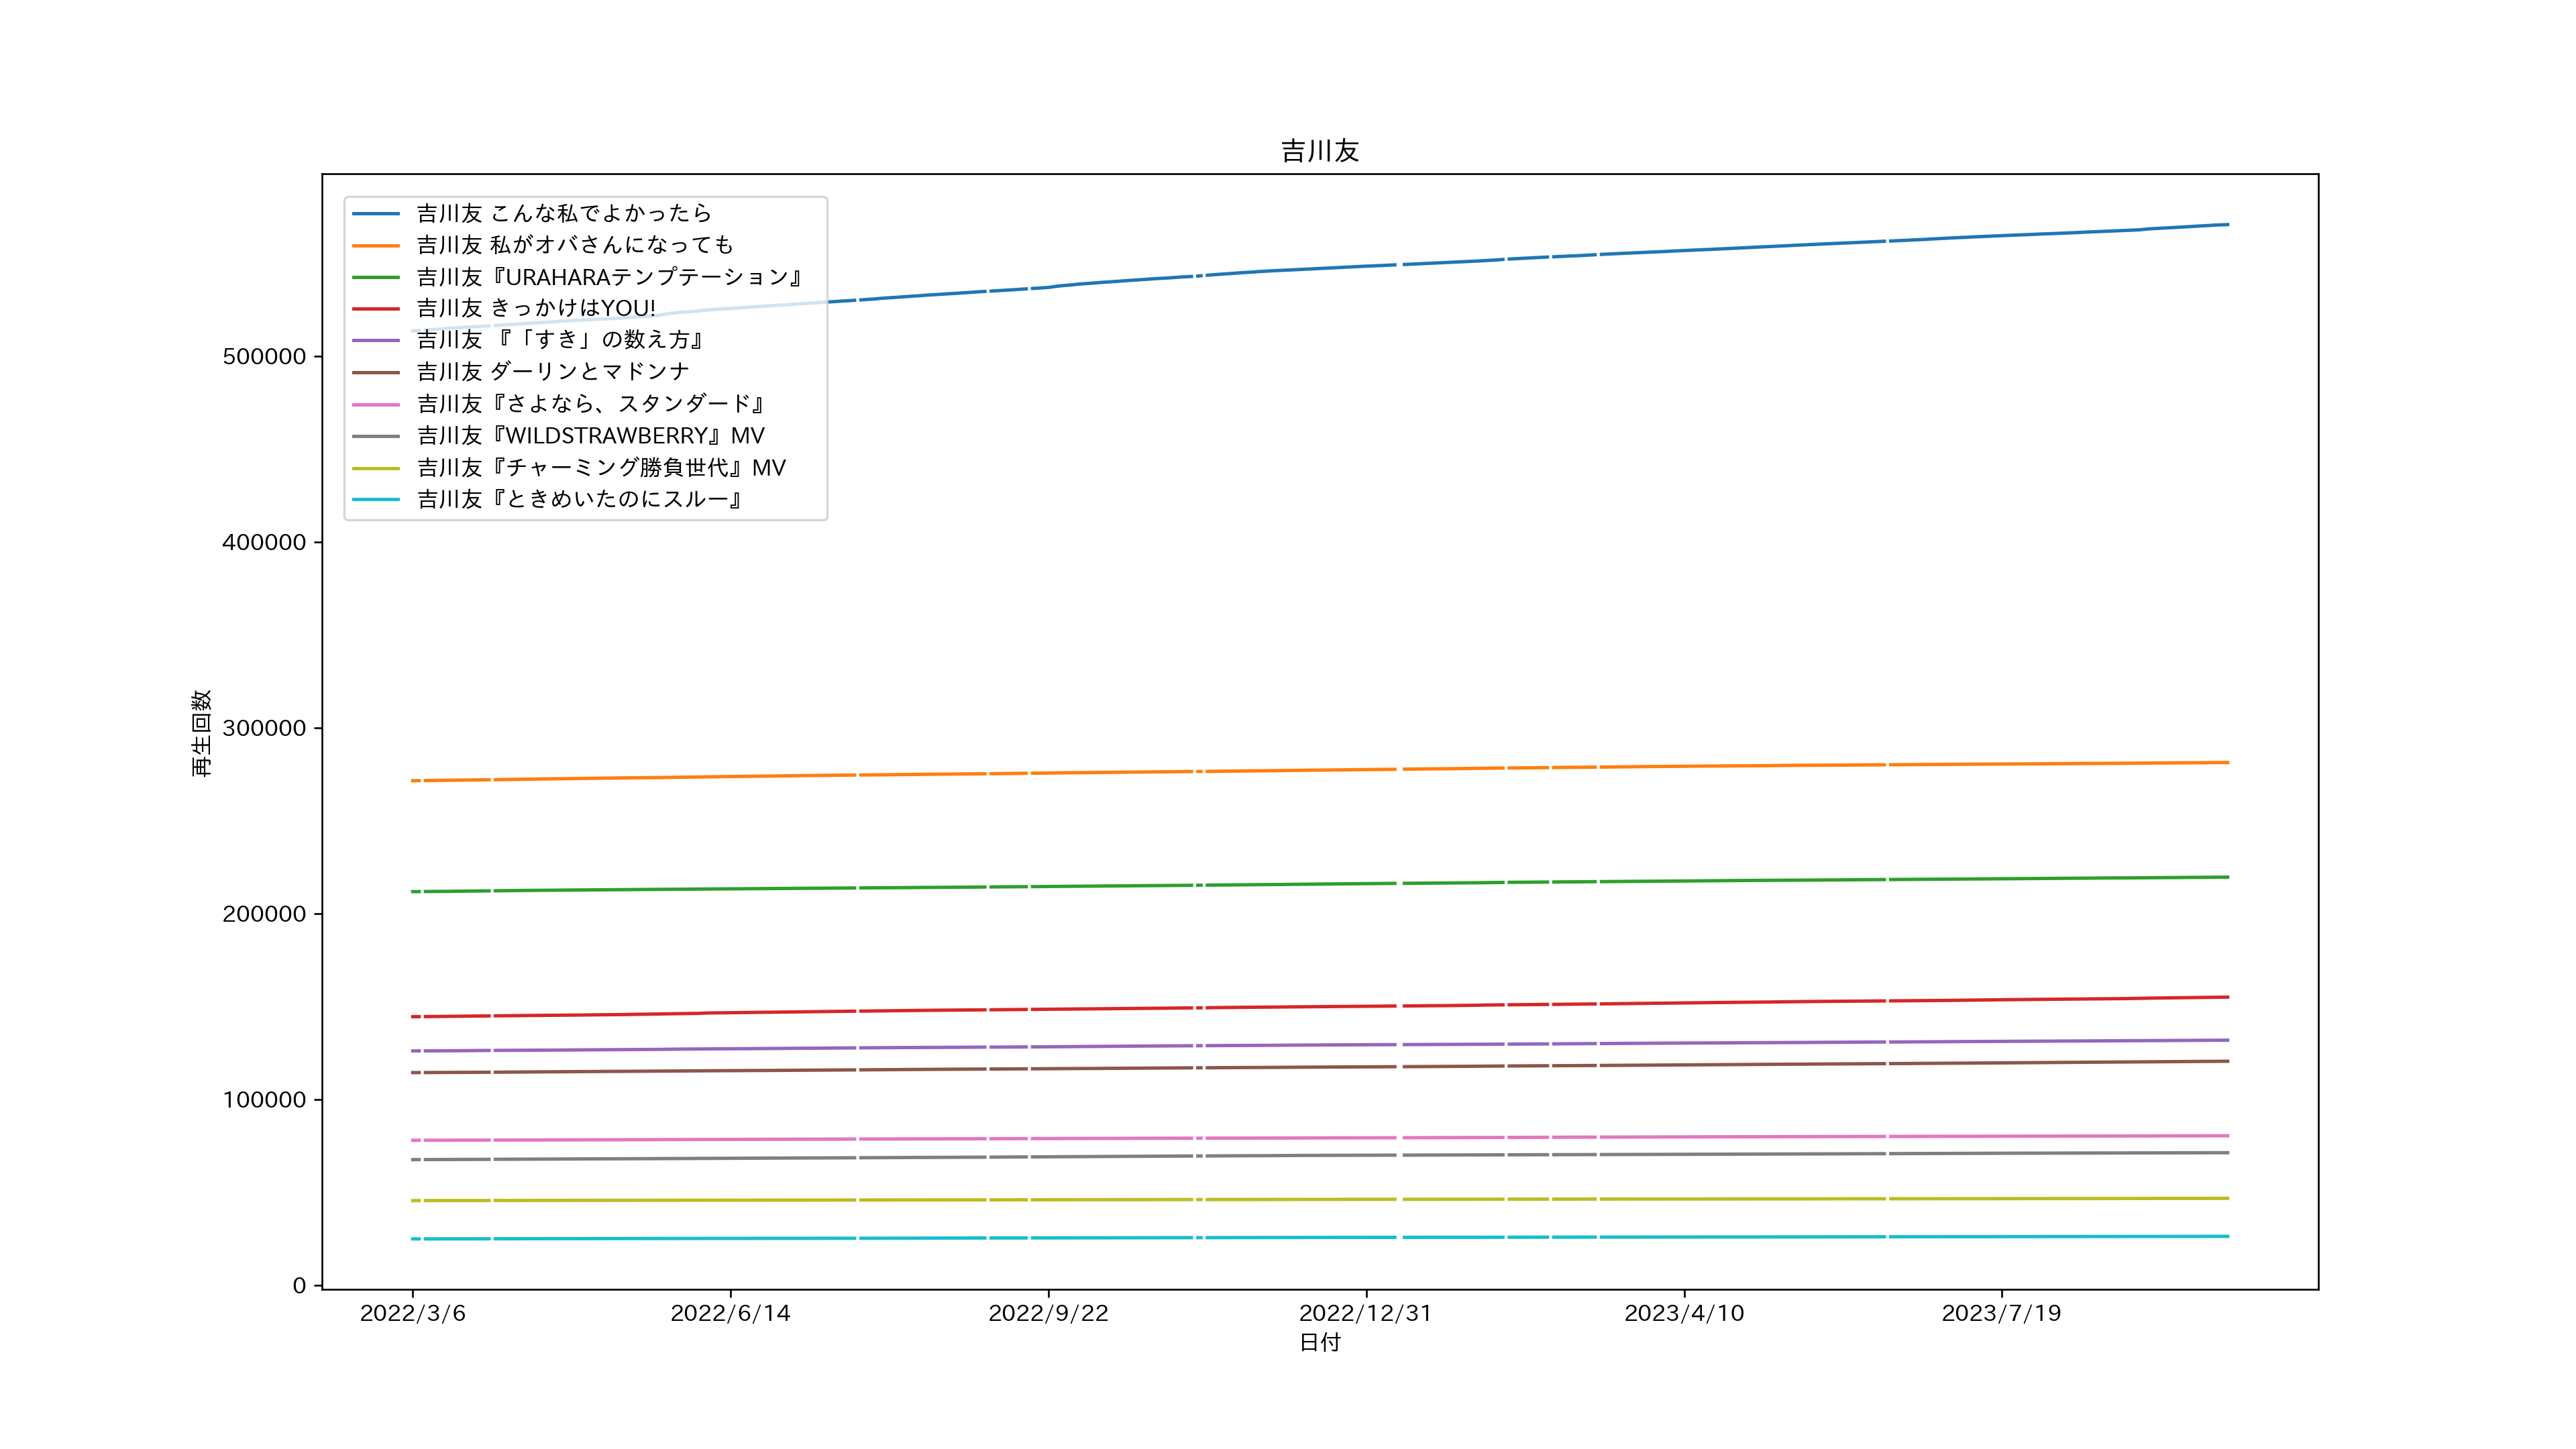 吉川友
吉川友 こんな私でよかったら
吉川友 私がオバさんになっても
吉川友『URAHARAテンプテーション』
吉川友 きっかけはYOU!
吉川友 『「すき」の数え方』
吉川友 ダーリンとマドンナ
吉川友『さよなら、スタンダード』
吉川友『WILDSTRAWBERRY』MV
吉川友『チャーミング勝負世代』MV
吉川友『ときめいたのにスルー』
再生回数
500000
400000
300000
200000
100000
0
2022/3/6 2022/6/14 2022/9/22 2022/12/31 2023/4/10 2023/7/19
日付